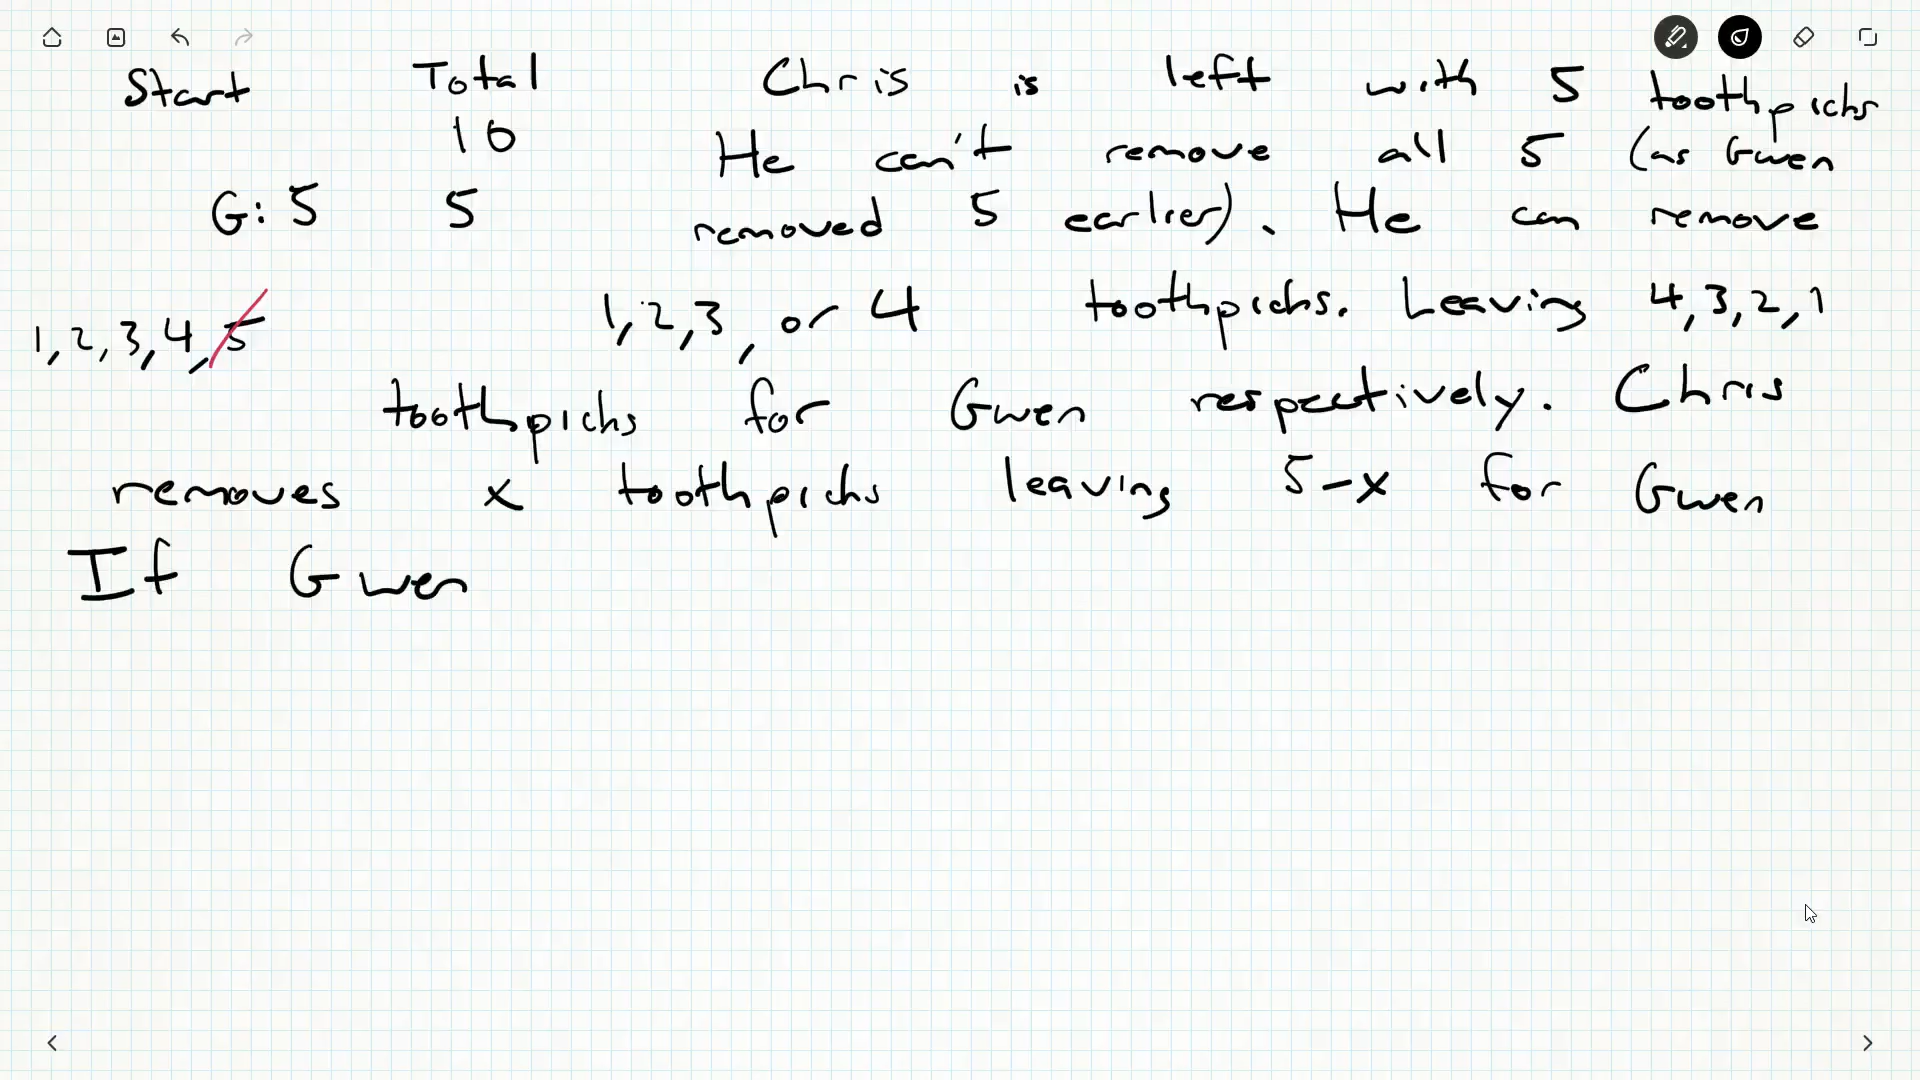 Start Total Chris is left with 5 toothpicks
10 He can't remove all 5 (as Gwen
G: 5 5 removed 5 earlier). He can remove
1, 2, 3, 4, 5 1, 2, 3, or 4 toothpicks. Leaving 4, 3, 2, 1
toothpicks for Gwen respectively. Chris
removes x toothpicks leaving 5-x for Gwen
If Gwen